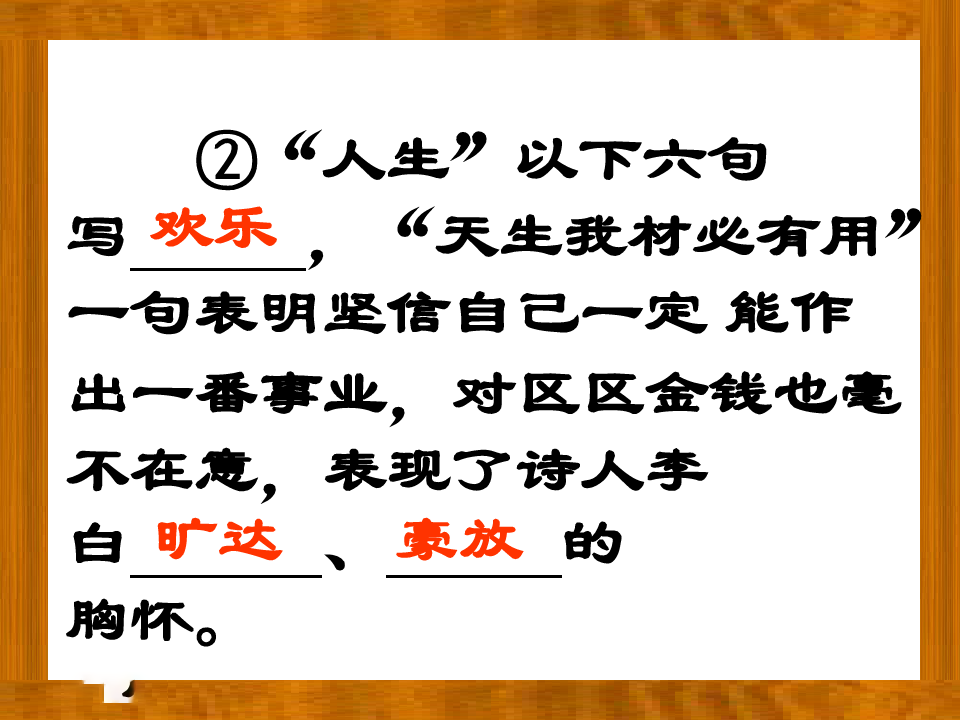 ②“人生”以下六句
写欢乐，“天生我材必有用”
一句表明坚信自己一定 能作
出一番事业，对区区金钱也毫
不在意，表现了诗人李
白旷达、豪放的
胸怀。